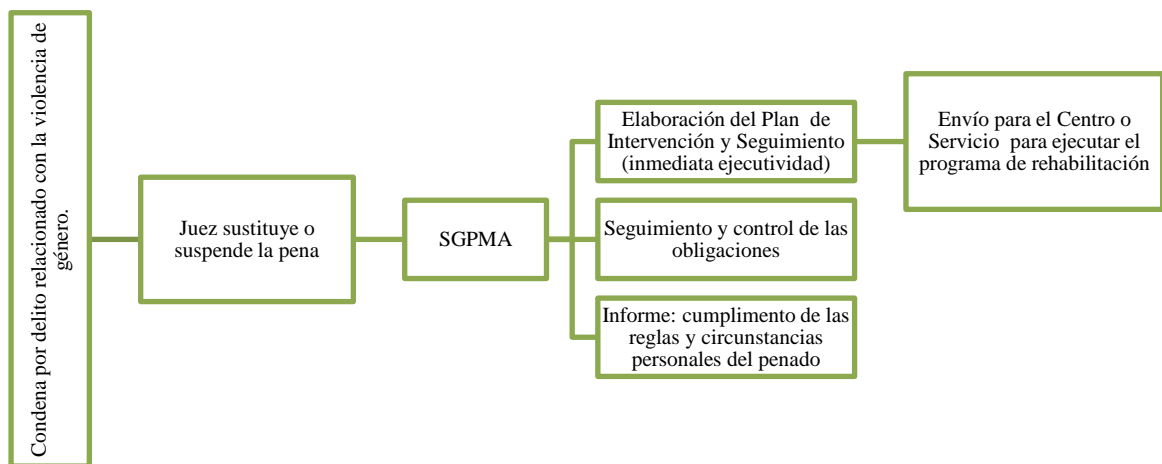 Condena por delito relacionado con la violencia de
género.
Juez sustituye o
suspende la pena
SGPMA
Elaboración del Plan de
Intervención y Seguimiento
(inmediata ejecutividad)
Envío para el Centro o
Servicio para ejecutar el
programa de rehabilitación
Seguimiento y control de las
obligaciones
Informe: cumplimento de las
reglas y circunstancias
personales del penado